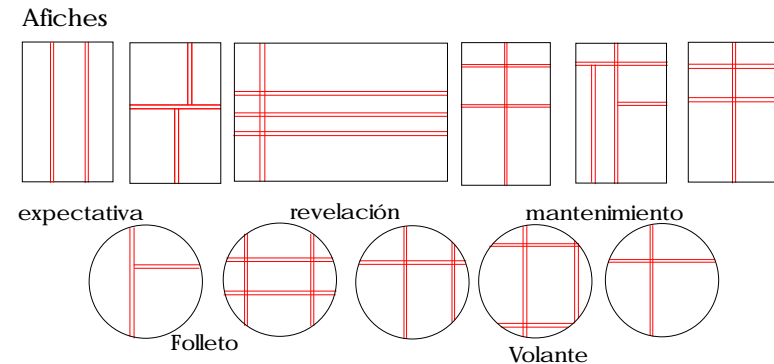 Afiches
expectativa
revelación
mantenimiento
Folleto
Volante